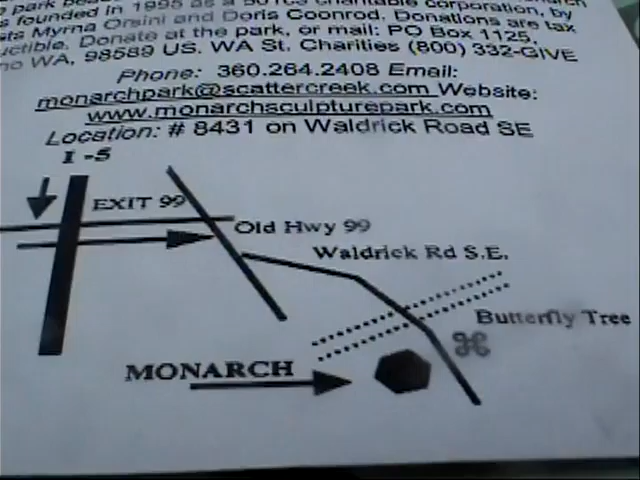 park
s founded in 1995 as a 501c3 charitable corporation, by
sts Myrna Orsini and Doris Coonrod. Donations are tax
uctible. Donate at the park, or mail: PO Box 1125,
no WA, 98589 US. WA St. Charities (800) 332-GIVE
Phone: 360.264.2408 Email:
monarchpark@scattercreek.com Website:
www.monarchsculpturepark.com
Location: # 8431 on Waldrick Road SE
I -5
EXIT 99
Old Hwy 99
Waldrick Rd S.E.
Butterfly Tree
MONARCH